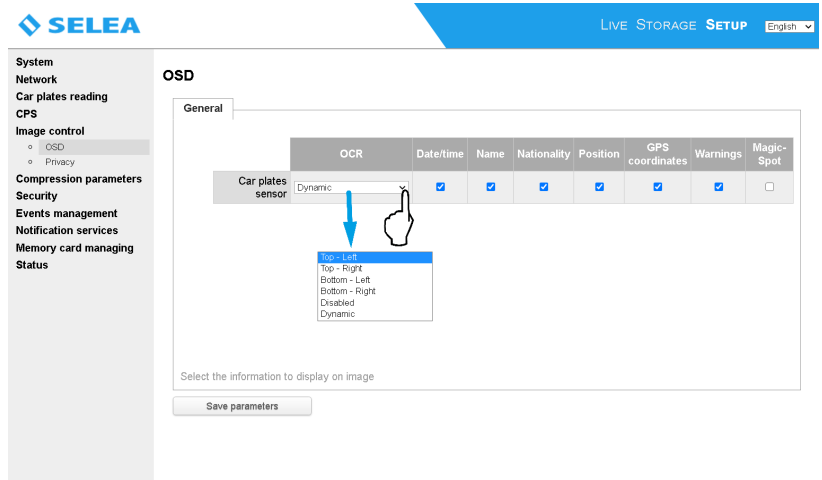 SELEA
LIVE STORAGE SETUP English
System
Network
Car plates reading
CPS
Image control
OSD
Privacy
Compression parameters
Security
Events management
Notification services
Memory card managing
Status
OSD
General
OCR Date/time Name Nationality Position GPS coordinates Warnings Magic-Spot
Car plates sensor Dynamic
Top - Left
Top - Right
Bottom - Left
Bottom - Right
Disabled
Dynamic
Select the information to display on image
Save parameters